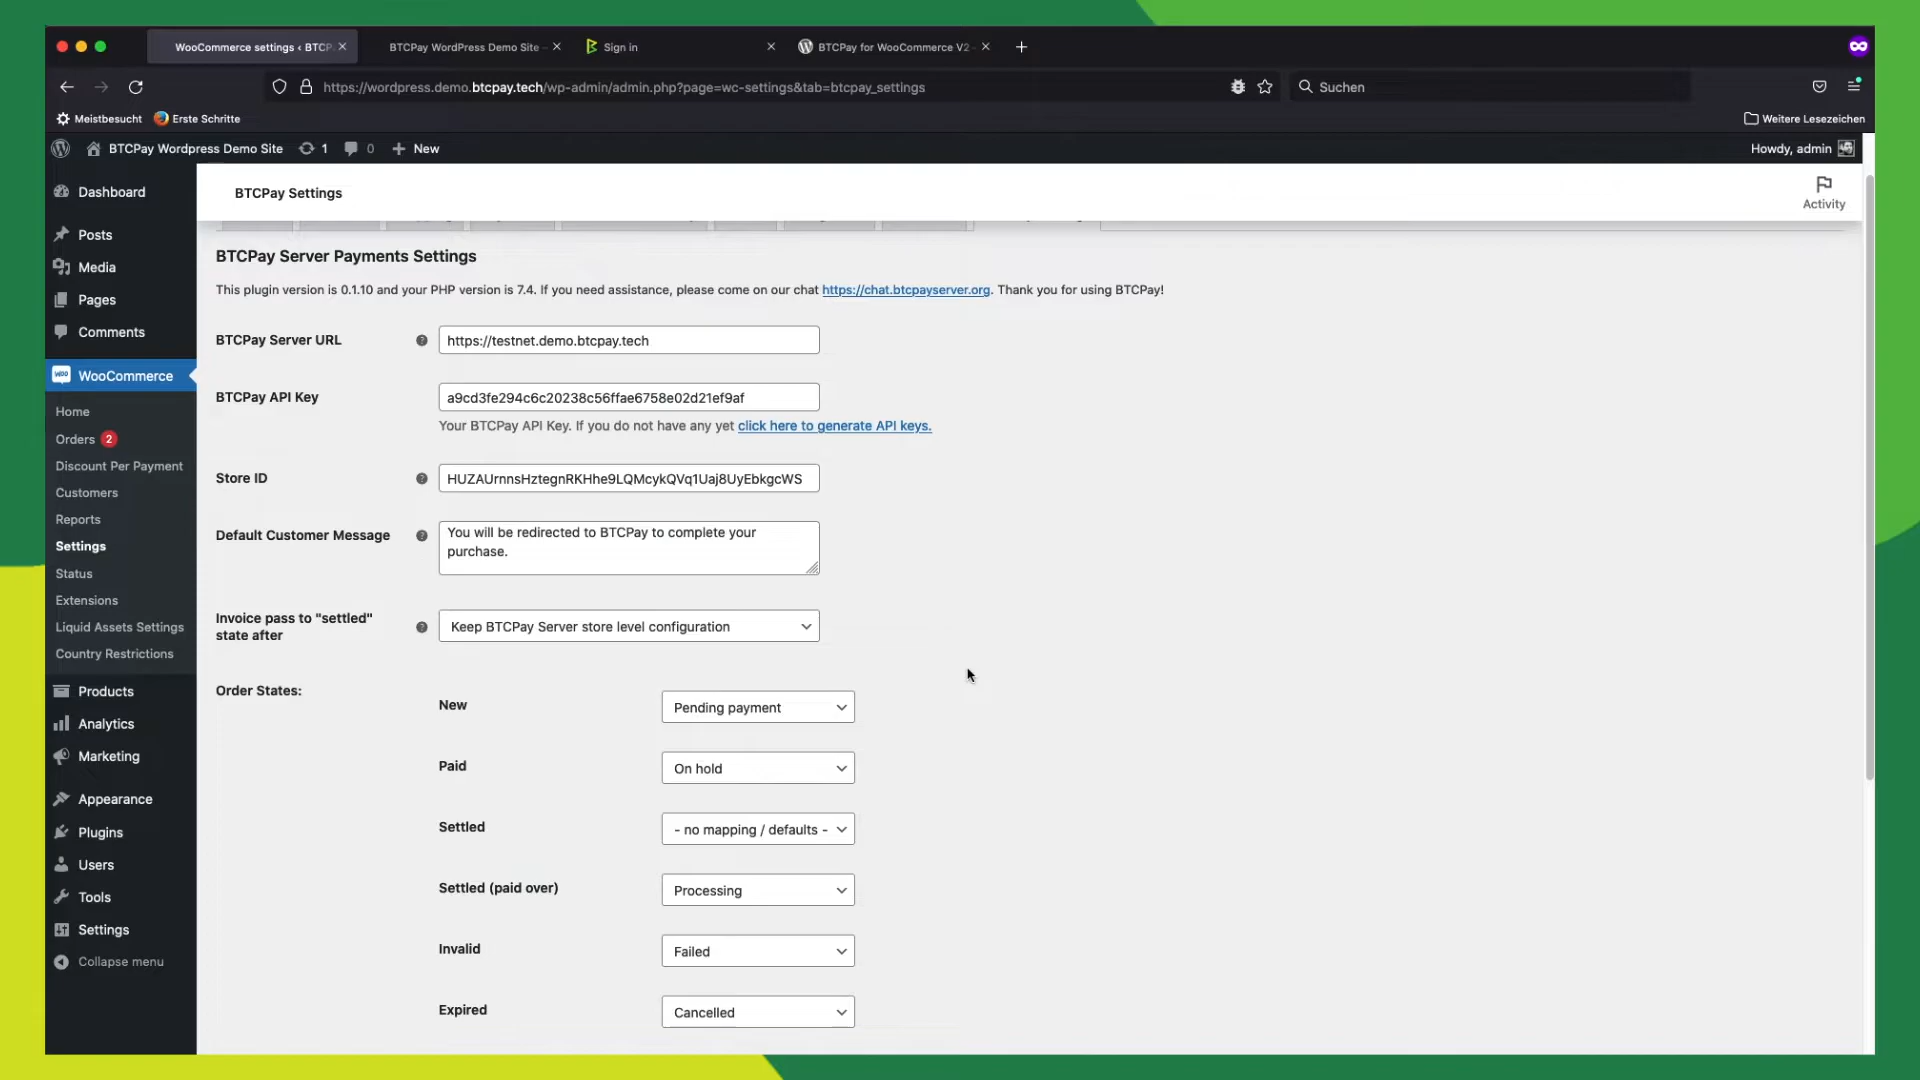 WooCommerce settings ‹ BTCP
BTCPay WordPress Demo Site -
Sign in
BTCPay for WooCommerce V2 -
https://wordpress.demo.btcpay.tech/wp-admin/admin.php?page=wc-settings&tab=btcpay_settings
Suchen
Meistbesucht
Erste Schritte
Weitere Lesezeichen
BTCPay Wordpress Demo Site
1
0
New
Howdy, admin
Dashboard
Posts
Media
Pages
Comments
WooCommerce
Home
Orders 2
Discount Per Payment
Customers
Reports
Settings
Status
Extensions
Liquid Assets Settings
Country Restrictions
Products
Analytics
Marketing
Appearance
Plugins
Users
Tools
Settings
Collapse menu
BTCPay Settings
Activity
BTCPay Server Payments Settings
This plugin version is 0.1.10 and your PHP version is 7.4. If you need assistance, please come on our chat https://chat.btcpayserver.org. Thank you for using BTCPay!
BTCPay Server URL
https://testnet.demo.btcpay.tech
BTCPay API Key
a9cd3fe294c6c20238c56ffae6758e02d21ef9af
Your BTCPay API Key. If you do not have any yet click here to generate API keys.
Store ID
HUZAUrnnsHztegnRKHhe9LQMcykQVq1Uaj8UyEbkgcWS
Default Customer Message
You will be redirected to BTCPay to complete your
purchase.
Invoice pass to "settled"
state after
Keep BTCPay Server store level configuration
Order States:
New
Pending payment
Paid
On hold
Settled
- no mapping / defaults -
Settled (paid over)
Processing
Invalid
Failed
Expired
Cancelled